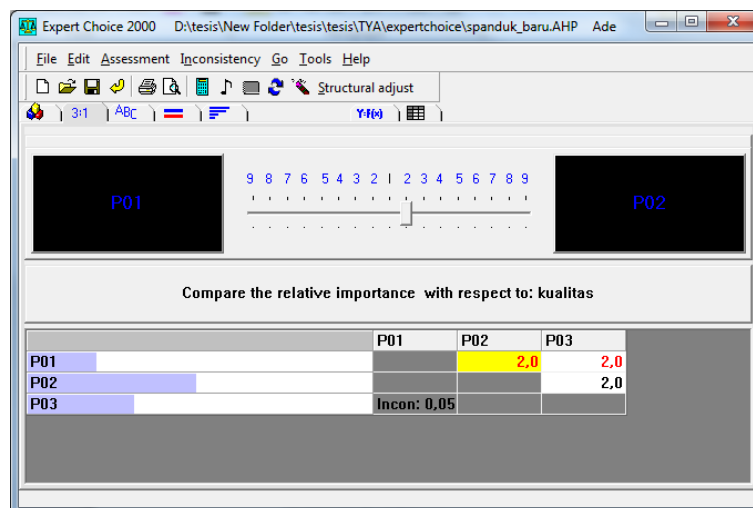 Expert Choice 2000 D:\tesis\New Folder\tesis\tesis\TYA\expertchoice\spanduk_baru.AHP Ade
File Edit Assessment Inconsistency Go Tools Help
Structural adjust
3:1 ABC Y=F(x)
P01 9 8 7 6 5 4 3 2 1 2 3 4 5 6 7 8 9 P02
Compare the relative importance with respect to: kualitas
P01 P02 P03
P01 2,0 2,0
P02 2,0
P03 Incon: 0,05